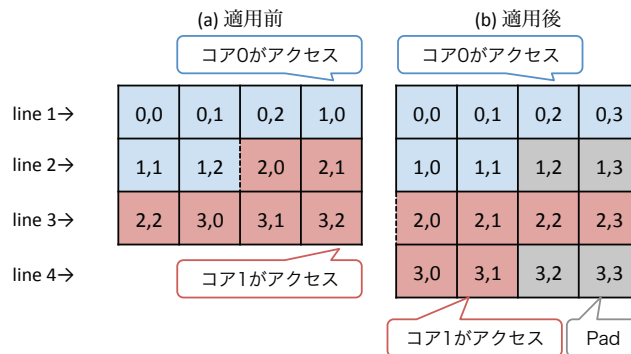 (a) 適用前
(b) 適用後
コア0がアクセス
コア0がアクセス
line 1→ 0,0 0,1 0,2 1,0 0,0 0,1 0,2 0,3
line 2→ 1,1 1,2 2,0 2,1 1,0 1,1 1,2 1,3
line 3→ 2,2 3,0 3,1 3,2 2,0 2,1 2,2 2,3
line 4→ 3,0 3,1 3,2 3,3
コア1がアクセス
コア1がアクセス
Pad